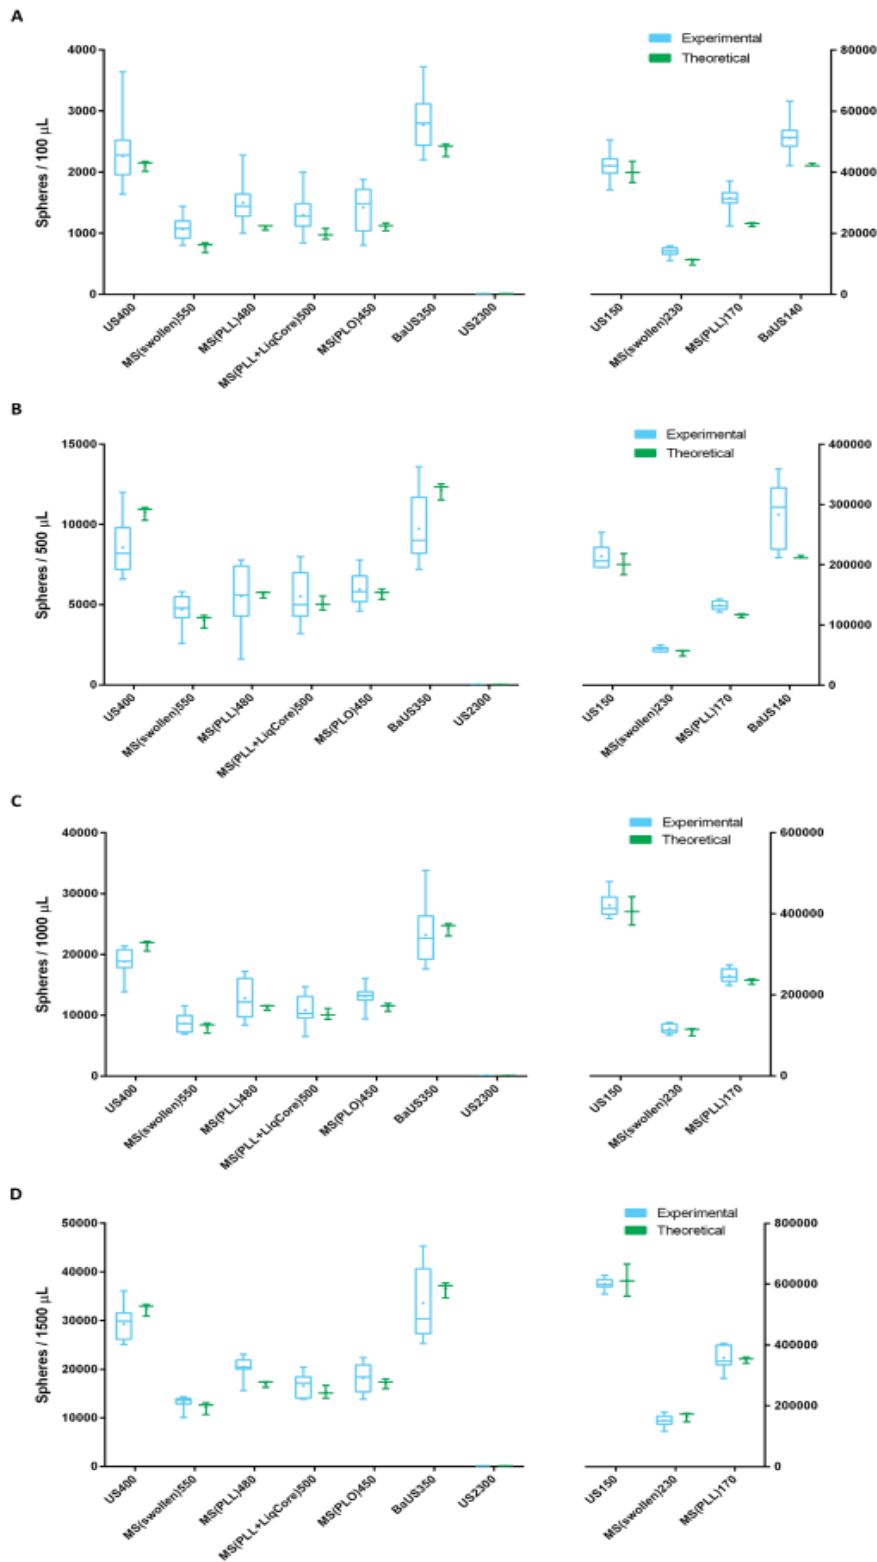 A
Experimental
Theoretical
Spheres / 100 µL
4000
3000
2000
1000
0
80000
60000
40000
20000
0
US400
MS(swollen)550
MS(PLL)480
MS(PLL+LiqCore)500
MS(PLO)450
BaUS350
US2300
US150
MS(swollen)230
MS(PLL)170
BaUS140
B
Experimental
Theoretical
Spheres / 500 µL
15000
10000
5000
0
400000
300000
200000
100000
0
US400
MS(swollen)550
MS(PLL)480
MS(PLL+LiqCore)500
MS(PLO)450
BaUS350
US2300
US150
MS(swollen)230
MS(PLL)170
BaUS140
C
Experimental
Theoretical
Spheres / 1000 µL
40000
30000
20000
10000
0
600000
400000
200000
0
US400
MS(swollen)550
MS(PLL)480
MS(PLL+LiqCore)500
MS(PLO)450
BaUS350
US2300
US150
MS(swollen)230
MS(PLL)170
D
Experimental
Theoretical
Spheres / 1500 µL
50000
40000
30000
20000
10000
0
800000
600000
400000
200000
0
US400
MS(swollen)550
MS(PLL)480
MS(PLL+LiqCore)500
MS(PLO)450
BaUS350
US2300
US150
MS(swollen)230
MS(PLL)170